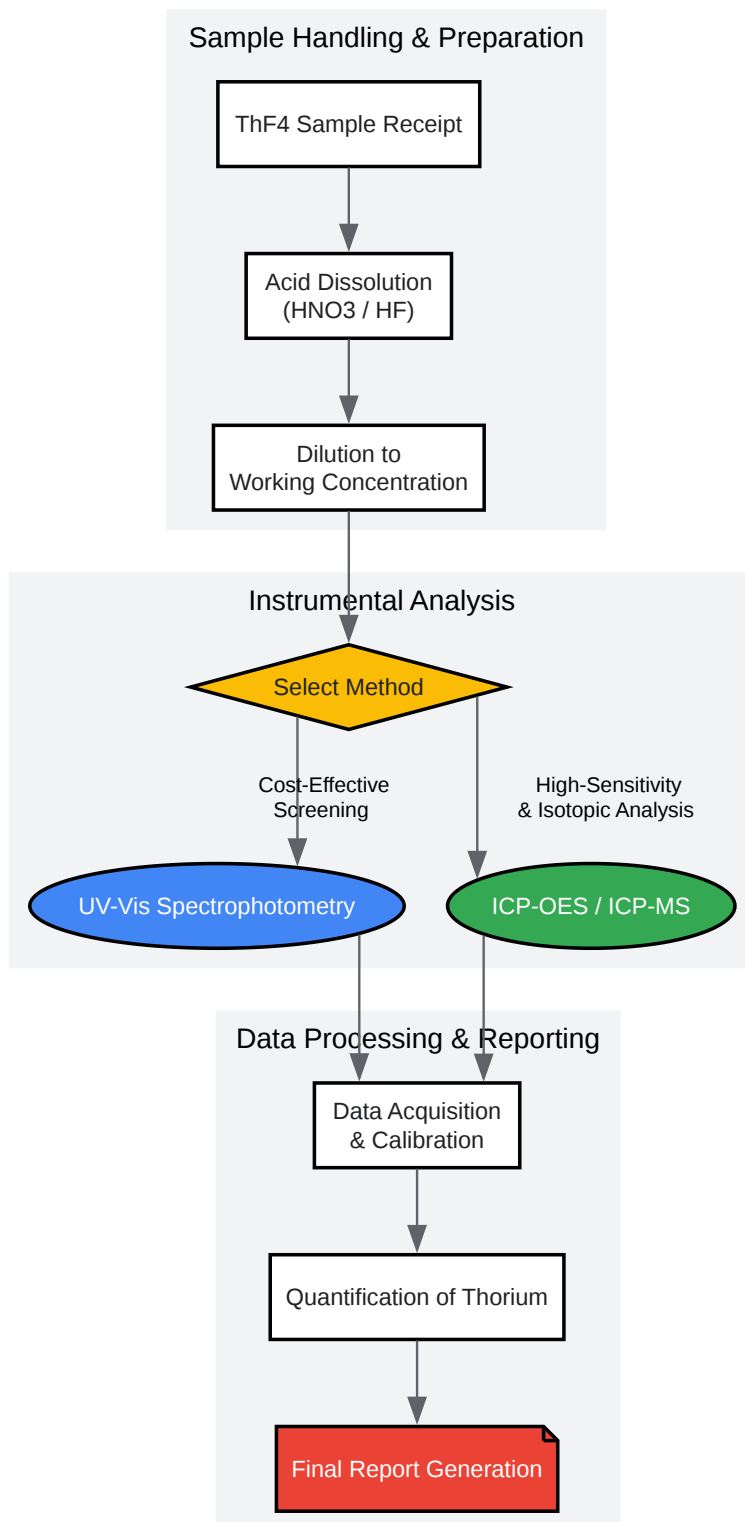 Sample Handling & Preparation
ThF4 Sample Receipt
Acid Dissolution
(HNO3 / HF)
Dilution to
Working Concentration
Instrumental Analysis
Select Method
Cost-Effective
Screening
High-Sensitivity
& Isotopic Analysis
UV-Vis Spectrophotometry
ICP-OES / ICP-MS
Data Processing & Reporting
Data Acquisition
& Calibration
Quantification of Thorium
Final Report Generation